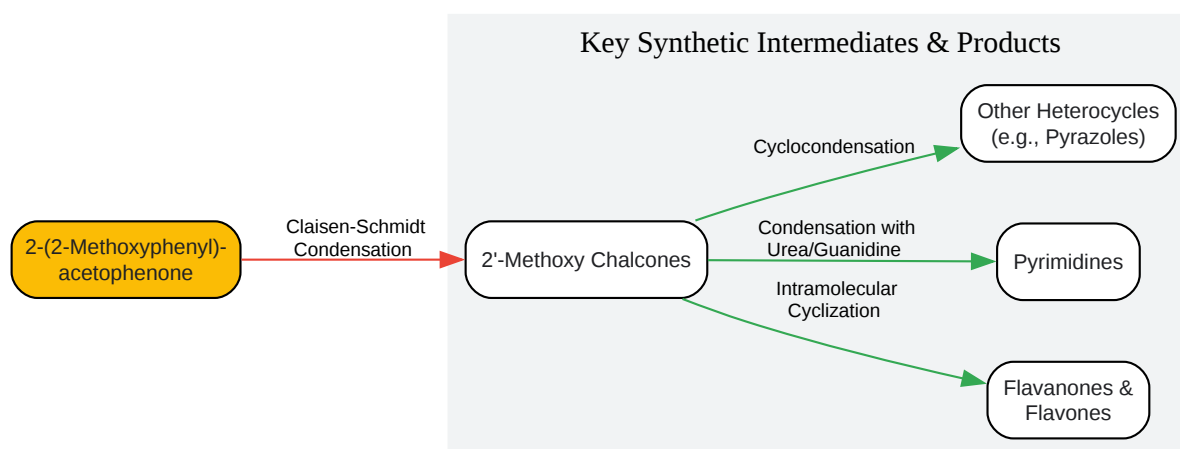 Key Synthetic Intermediates & Products
2-(2-Methoxyphenyl)-
acetophenone
Claisen-Schmidt
Condensation
2'-Methoxy Chalcones
Cyclocondensation
Other Heterocycles
(e.g., Pyrazoles)
Condensation with
Urea/Guanidine
Pyrimidines
Intramolecular
Cyclization
Flavanones &
Flavones